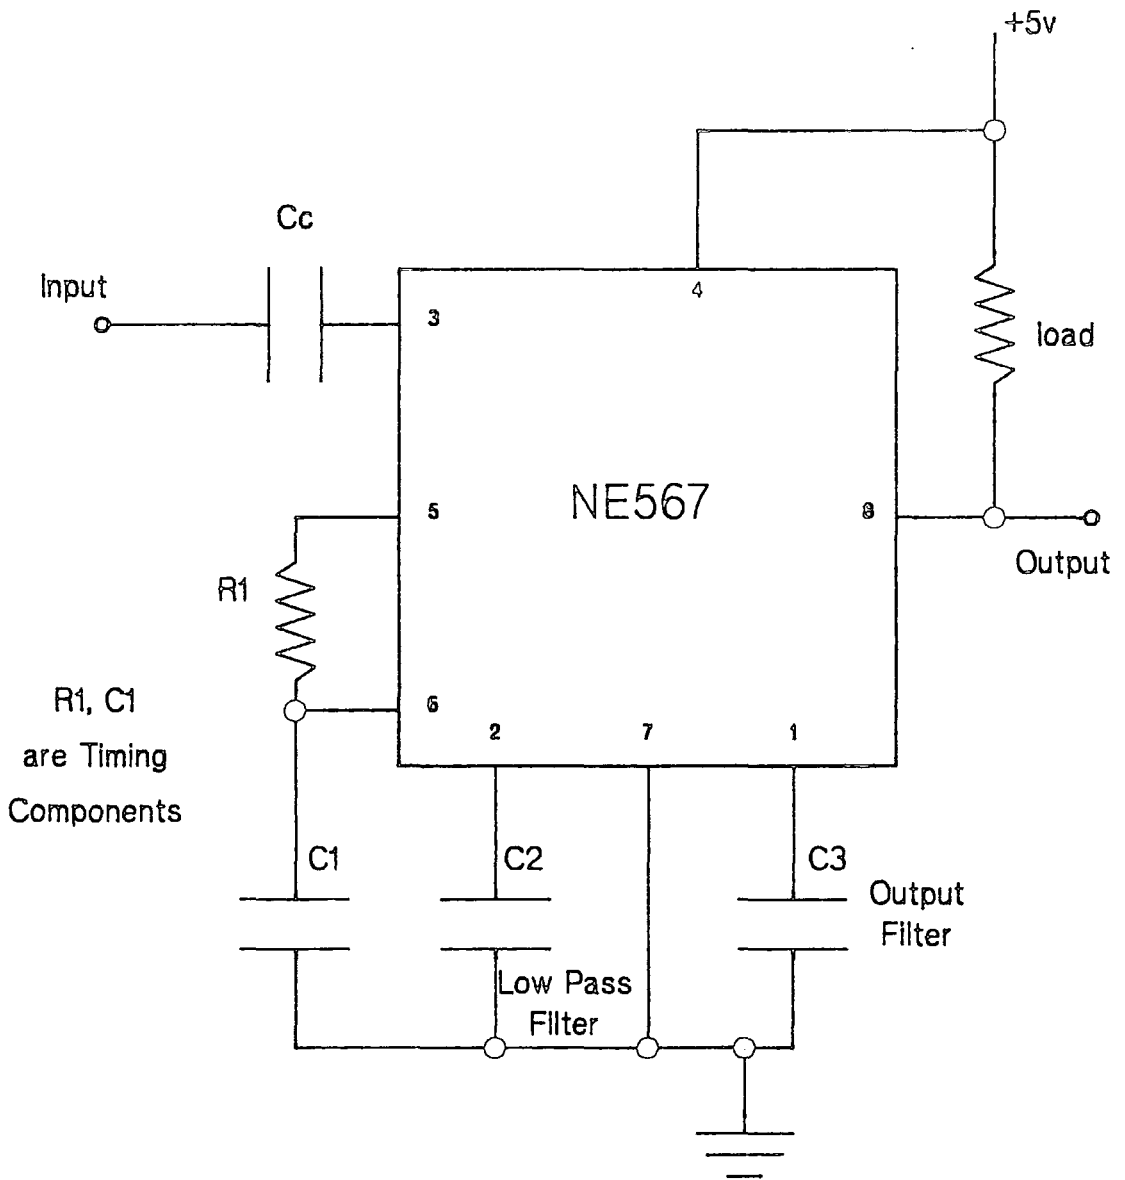 +5v
Cc
Input
4
3
load
5
NE567
8
Output
R1
R1, C1
are Timing
Components
6
2
7
1
C1
C2
C3
Output
Filter
Low Pass
Filter